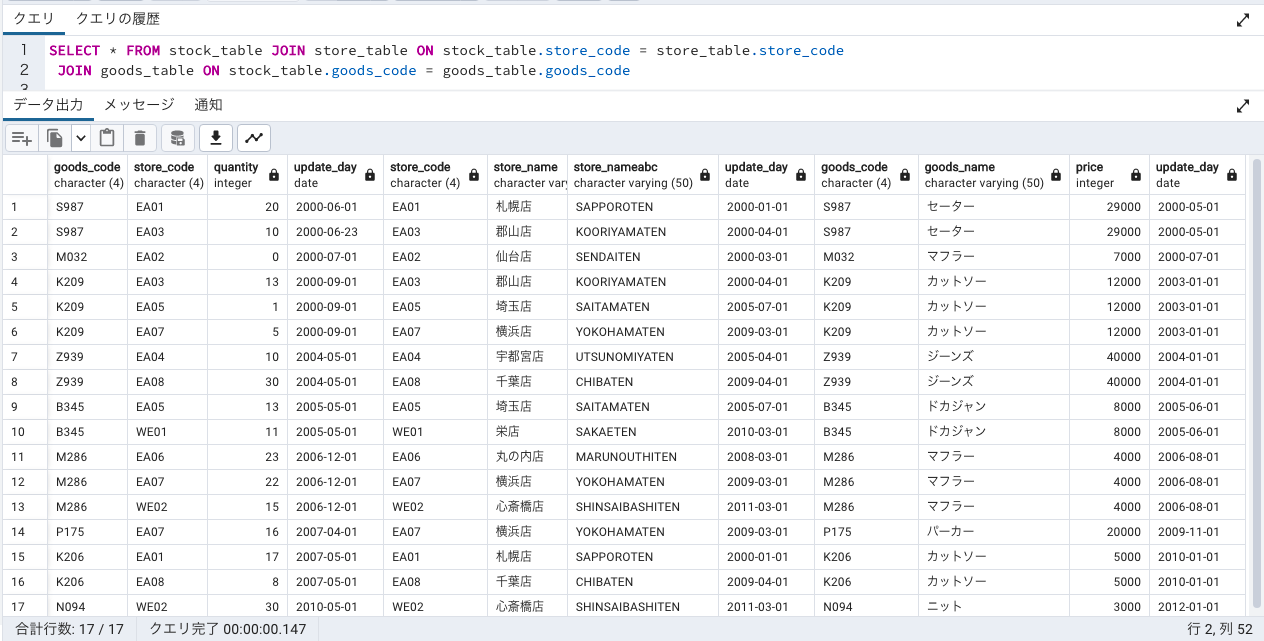 クエリ クエリの履歴
1 SELECT * FROM stock_table JOIN store_table ON stock_table.store_code = store_table.store_code
2 JOIN goods_table ON stock_table.goods_code = goods_table.goods_code
3
データ出力 メッセージ 通知
goods_code store_code quantity update_day store_code store_name store_nameabc update_day goods_code goods_name price update_day
character (4) character (4) integer date character (4) character var character varying (50) date character (4) character varying (50) integer date
1 S987 EA01 20 2000-06-01 EA01 札幌店 SAPPOROTEN 2000-01-01 S987 セーター 29000 2000-05-01
2 S987 EA03 10 2000-06-23 EA03 郡山店 KOORIYAMATEN 2000-04-01 S987 セーター 29000 2000-05-01
3 M032 EA02 0 2000-07-01 EA02 仙台店 SENDAITEN 2000-03-01 M032 マフラー 7000 2000-07-01
4 K209 EA03 13 2000-09-01 EA03 郡山店 KOORIYAMATEN 2000-04-01 K209 カットソー 12000 2003-01-01
5 K209 EA05 1 2000-09-01 EA05 埼玉店 SAITAMATEN 2005-07-01 K209 カットソー 12000 2003-01-01
6 K209 EA07 5 2000-09-01 EA07 横浜店 YOKOHAMATEN 2009-03-01 K209 カットソー 12000 2003-01-01
7 Z939 EA04 10 2004-05-01 EA04 宇都宮店 UTSUNOMIYATEN 2005-04-01 Z939 ジーンズ 40000 2004-01-01
8 Z939 EA08 30 2004-05-01 EA08 千葉店 CHIBATEN 2009-04-01 Z939 ジーンズ 40000 2004-01-01
9 B345 EA05 13 2005-05-01 EA05 埼玉店 SAITAMATEN 2005-07-01 B345 ドカジャン 8000 2005-06-01
10 B345 WE01 11 2005-05-01 WE01 栄店 SAKAETEN 2010-03-01 B345 ドカジャン 8000 2005-06-01
11 M286 EA06 23 2006-12-01 EA06 丸の内店 MARUNOUTHITEN 2008-03-01 M286 マフラー 4000 2006-08-01
12 M286 EA07 22 2006-12-01 EA07 横浜店 YOKOHAMATEN 2009-03-01 M286 マフラー 4000 2006-08-01
13 M286 WE02 15 2006-12-01 WE02 心斎橋店 SHINSAIBASHITEN 2011-03-01 M286 マフラー 4000 2006-08-01
14 P175 EA07 16 2007-04-01 EA07 横浜店 YOKOHAMATEN 2009-03-01 P175 パーカー 20000 2009-11-01
15 K206 EA01 17 2007-05-01 EA01 札幌店 SAPPOROTEN 2000-01-01 K206 カットソー 5000 2010-01-01
16 K206 EA08 8 2007-05-01 EA08 千葉店 CHIBATEN 2009-04-01 K206 カットソー 5000 2010-01-01
17 N094 WE02 30 2010-05-01 WE02 心斎橋店 SHINSAIBASHITEN 2011-03-01 N094 ニット 3000 2012-01-01
合計行数: 17 / 17 クエリ完了 00:00:00.147 行 2, 列 52